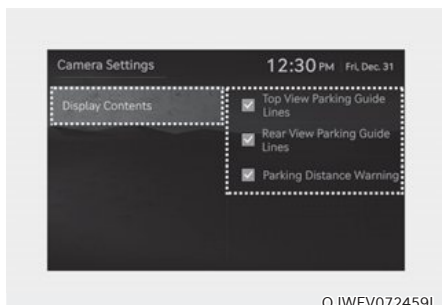 Camera Settings
12:30 PM Fri, Dec. 31
Display Contents
Top View Parking Guide
Lines
Rear View Parking Guide
Lines
Parking Distance Warning
OJWEV072459L